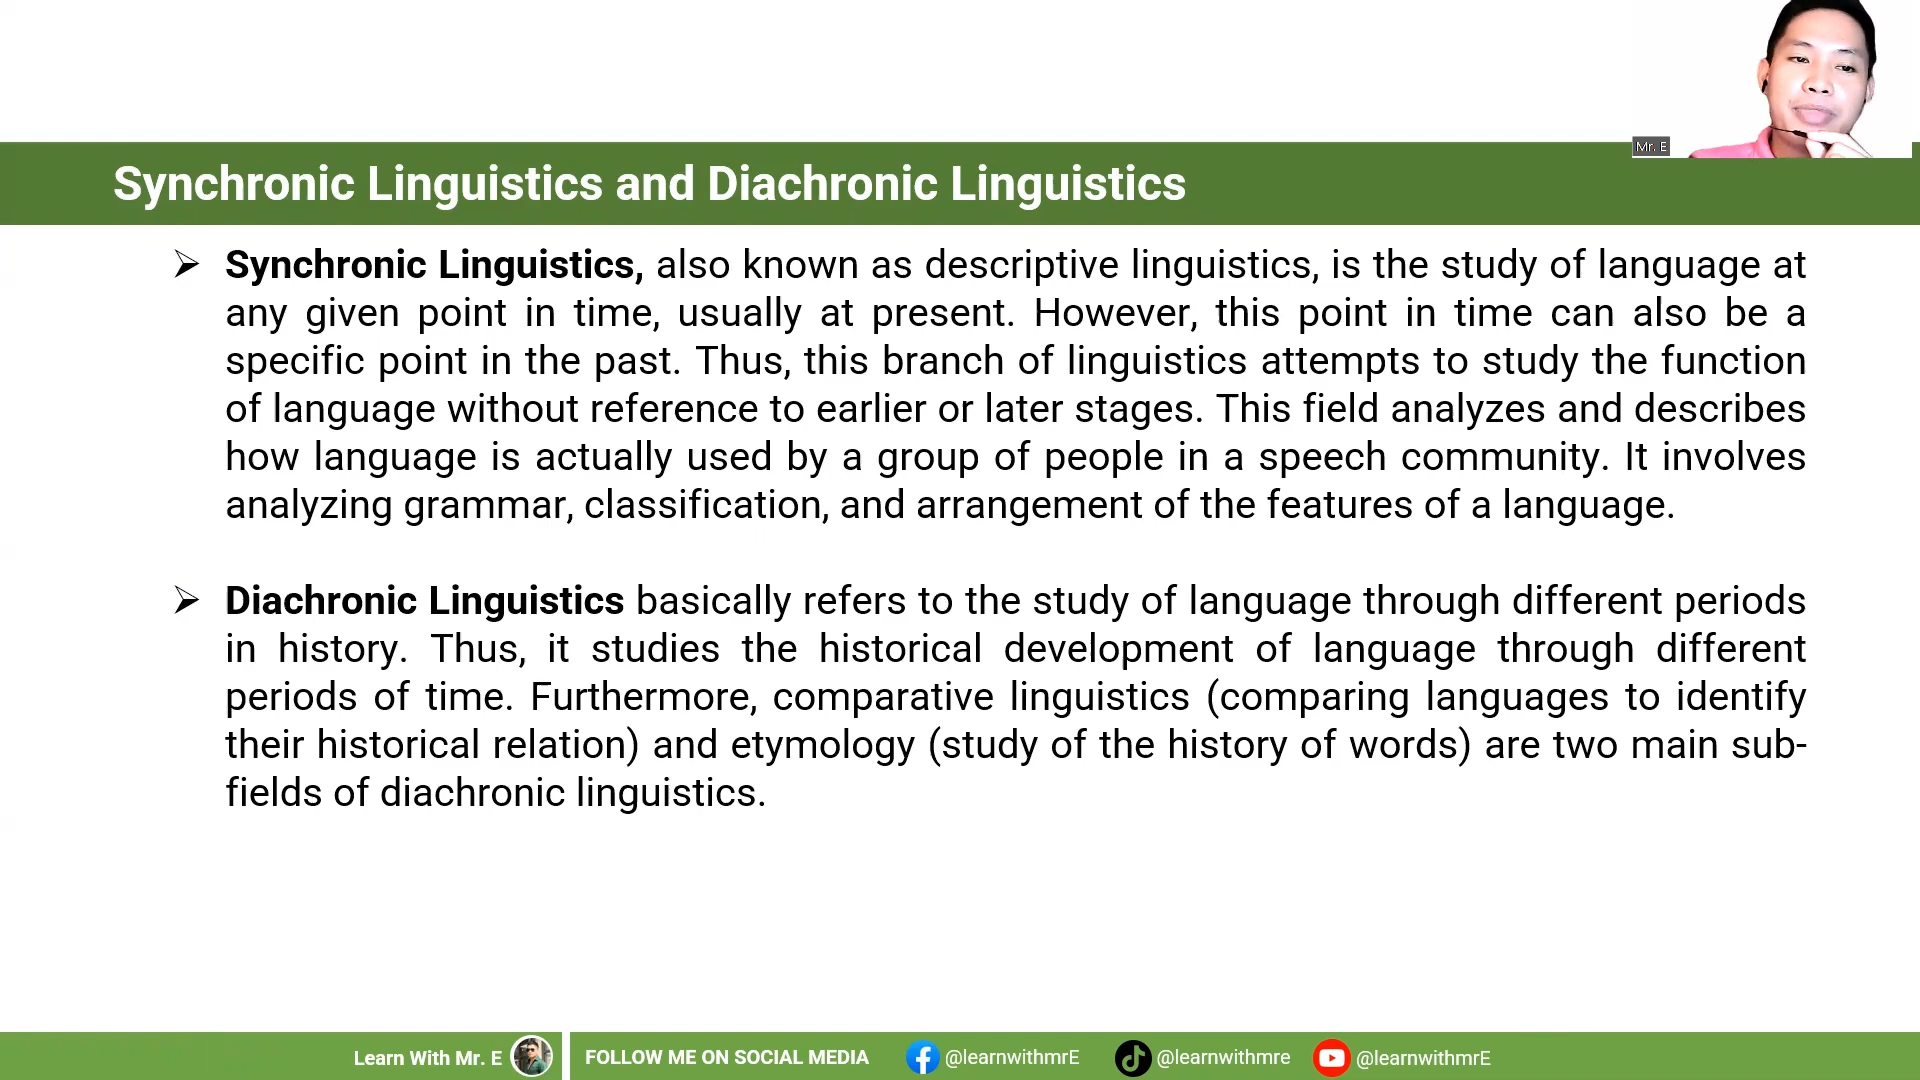 Mr. E
Synchronic Linguistics and Diachronic Linguistics
➢ Synchronic Linguistics, also known as descriptive linguistics, is the study of language at
any given point in time, usually at present. However, this point in time can also be a
specific point in the past. Thus, this branch of linguistics attempts to study the function
of language without reference to earlier or later stages. This field analyzes and describes
how language is actually used by a group of people in a speech community. It involves
analyzing grammar, classification, and arrangement of the features of a language.
➢ Diachronic Linguistics basically refers to the study of language through different periods
in history. Thus, it studies the historical development of language through different
periods of time. Furthermore, comparative linguistics (comparing languages to identify
their historical relation) and etymology (study of the history of words) are two main sub-
fields of diachronic linguistics.
Learn With Mr. E FOLLOW ME ON SOCIAL MEDIA @learnwithmrE @learnwithmre @learnwithmrE